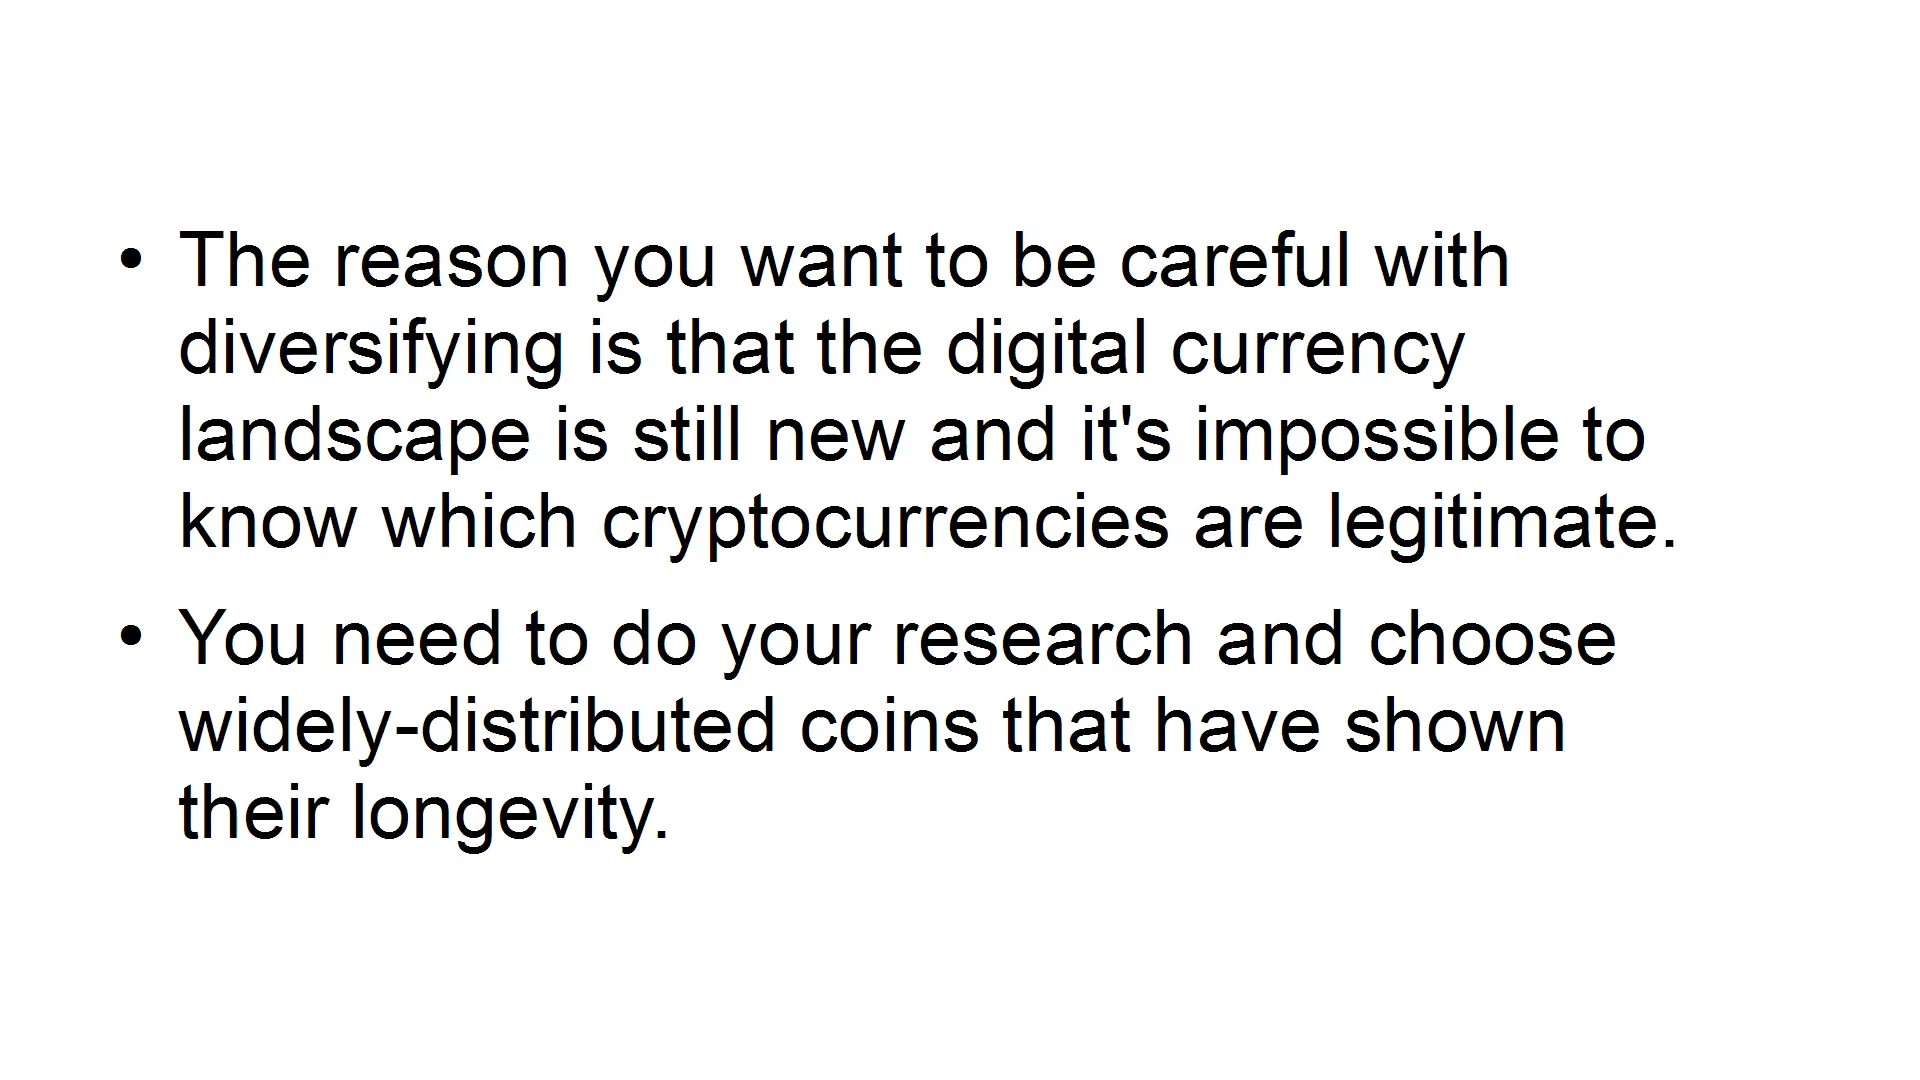 • The reason you want to be careful with
diversifying is that the digital currency
landscape is still new and it's impossible to
know which cryptocurrencies are legitimate.
• You need to do your research and choose
widely-distributed coins that have shown
their longevity.